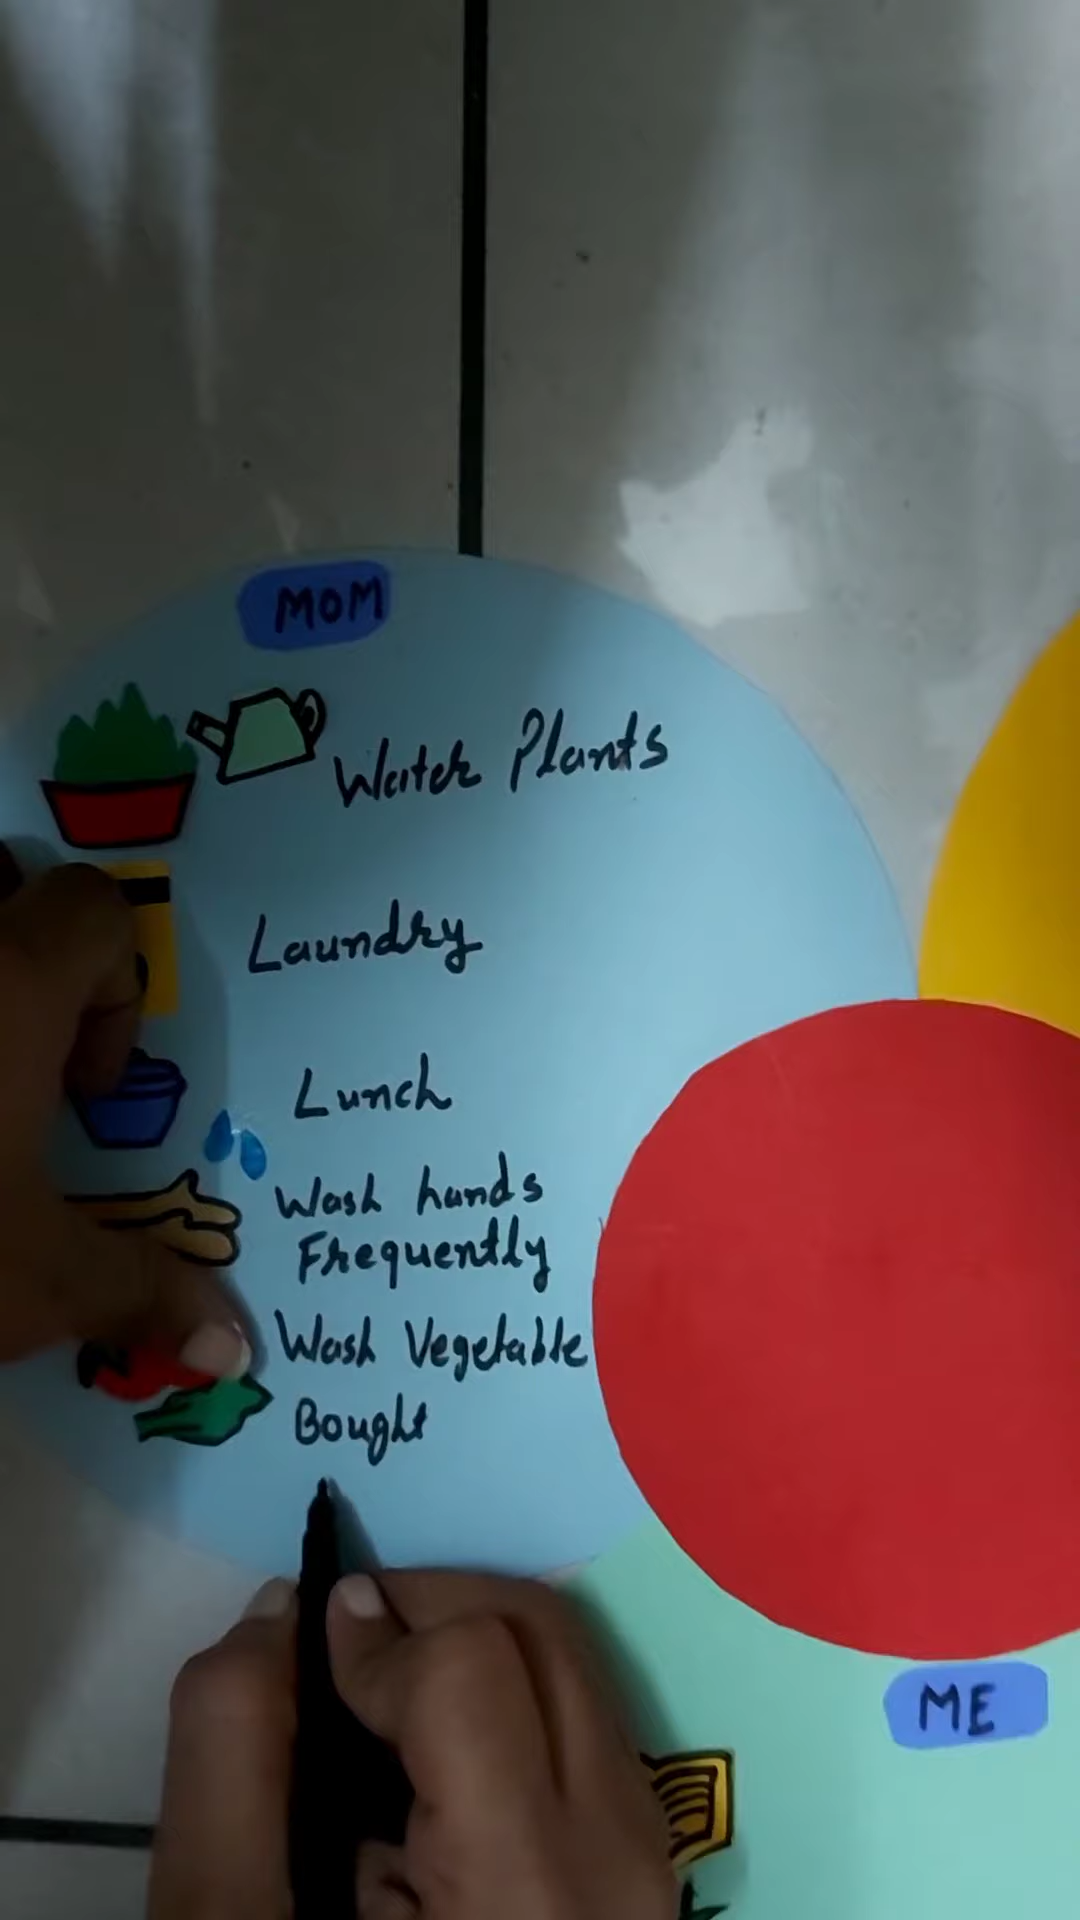 MOM
Water Plants
Laundry
Lunch
Wash hands
Frequently
Wash Vegetable
Bought
ME